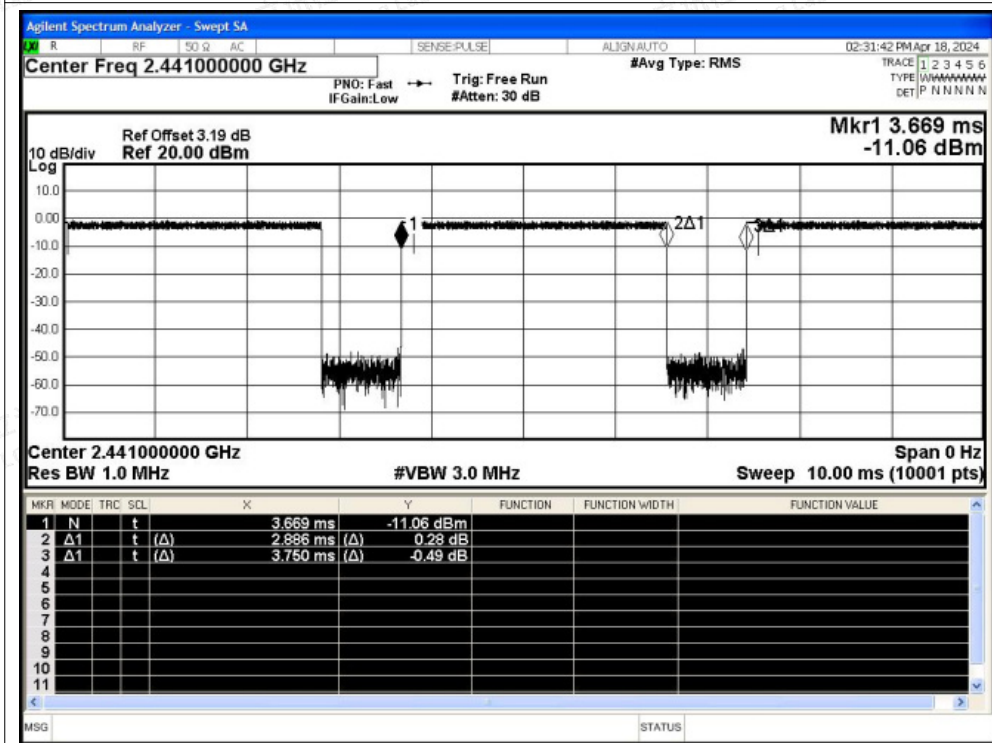 Agilent Spectrum Analyzer - Swept SA
LXI R RF 50 Ω AC SENSE:PULSE ALIGN AUTO 02:31:42 PM Apr 18, 2024
Center Freq 2.441000000 GHz #Avg Type: RMS TRACE 1 2 3 4 5 6
PNO: Fast Trig: Free Run TYPE WWWWWW
IFGain:Low #Atten: 30 dB DET P N N N N N
Mkr1 3.669 ms
Ref Offset 3.19 dB
10 dB/div Ref 20.00 dBm -11.06 dBm
Log
10.0
0.00
1 2Δ1 3Δ1
-10.0
-20.0
-30.0
-40.0
-50.0
-60.0
-70.0
Center 2.441000000 GHz Span 0 Hz
Res BW 1.0 MHz #VBW 3.0 MHz Sweep 10.00 ms (10001 pts)
MKR MODE TRC SCL X Y FUNCTION FUNCTION WIDTH FUNCTION VALUE
1 N t 3.669 ms -11.06 dBm
2 Δ1 t (Δ) 2.886 ms (Δ) 0.28 dB
3 Δ1 t (Δ) 3.750 ms (Δ) -0.49 dB
4
5
6
7
8
9
10
11
MSG STATUS